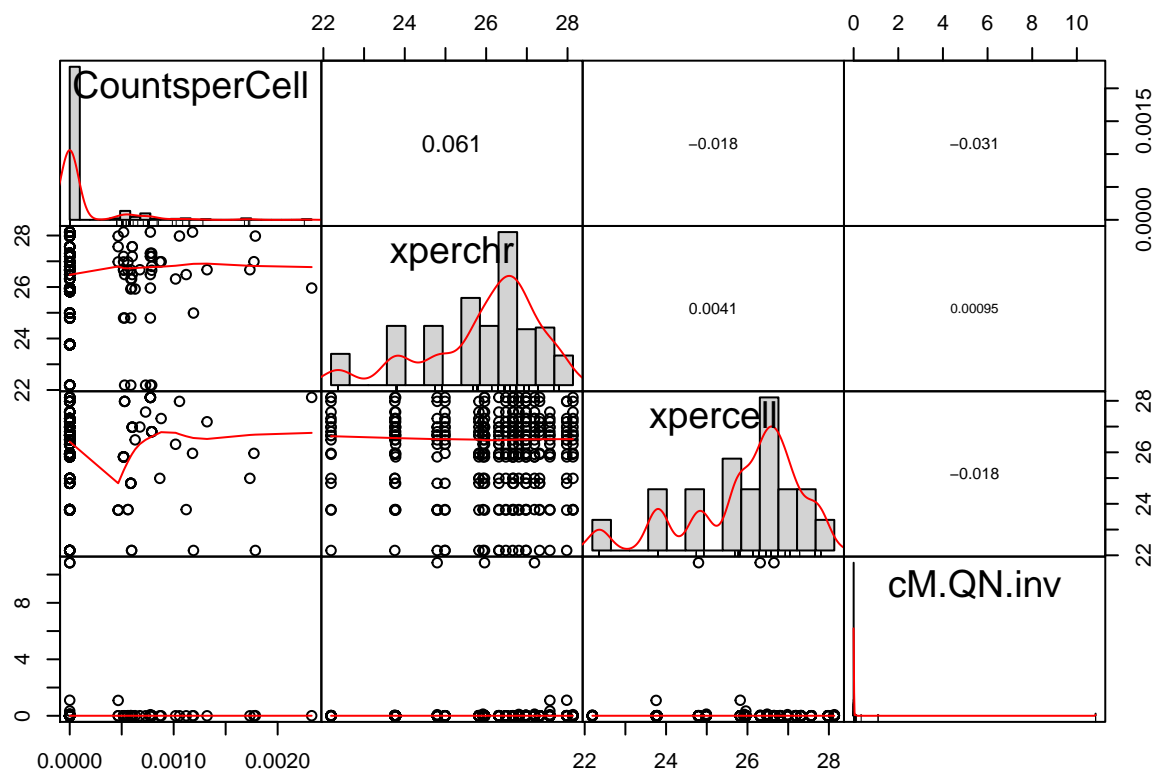 22 24 26 28 0 2 4 6 8 10
CountsperCell 0.061 −0.018 −0.031 0.0000 0.0015
22 24 26 28 xperchr 0.0041 0.00095
xpercell −0.018 22 24 26 28
0 4 8 cM.QN.inv
0.0000 0.0010 0.0020 22 24 26 28